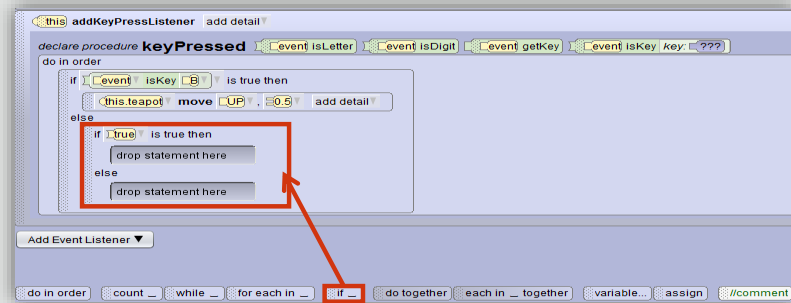 this addKeyPressListener add detail
declare procedure keyPressed event isLetter event isDigit event getKey event isKey key: ???
do in order
if event isKey B is true then
this.teapot move UP , 0.5 add detail
else
if true is true then
drop statement here
else
drop statement here
Add Event Listener ▼
do in order count _ while _ for each in _ if _ do together each in _ together variable... assign //comment